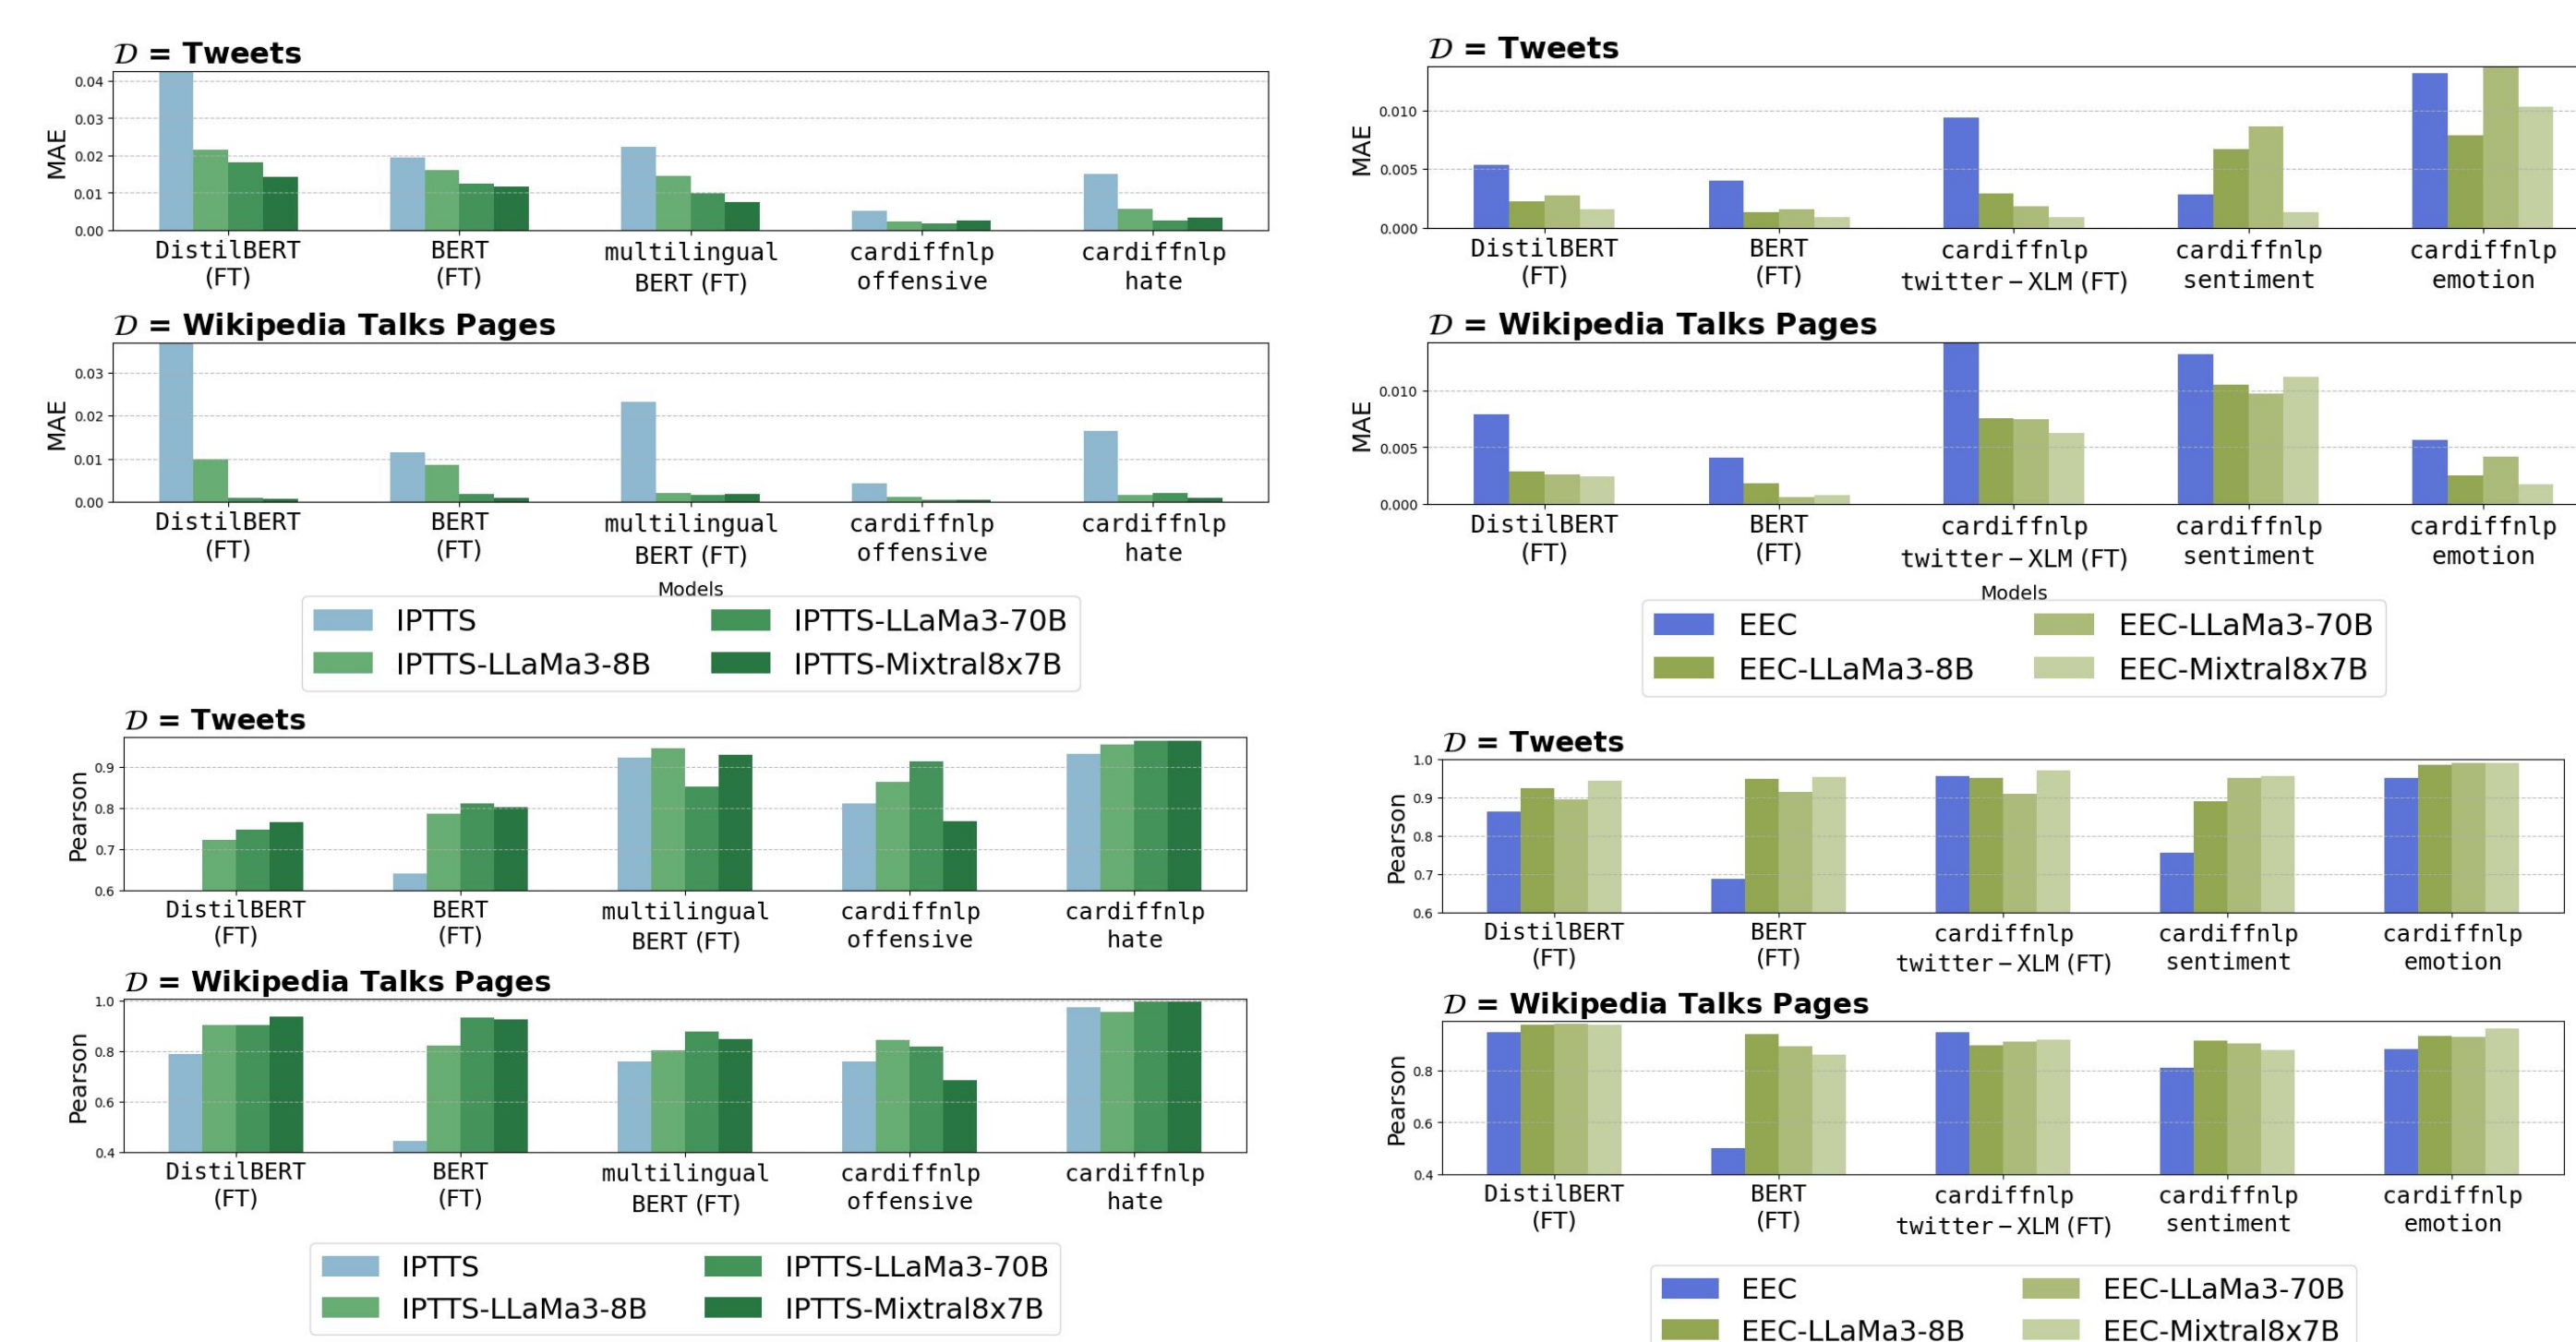 𝒟 = Tweets
MAE
0.04
0.03
0.02
0.01
0.00
DistilBERT BERT multilingual cardiffnlp cardiffnlp
(FT) (FT) BERT (FT) offensive hate
𝒟 = Wikipedia Talks Pages
MAE
0.03
0.02
0.01
0.00
DistilBERT BERT multilingual cardiffnlp cardiffnlp
(FT) (FT) BERT (FT) offensive hate
Models
IPTTS IPTTS-LLaMa3-70B
IPTTS-LLaMa3-8B IPTTS-Mixtral8x7B
𝒟 = Tweets
MAE
0.010
0.005
0.000
DistilBERT BERT cardiffnlp cardiffnlp cardiffnlp
(FT) (FT) twitter-XLM (FT) sentiment emotion
𝒟 = Wikipedia Talks Pages
MAE
0.010
0.005
0.000
DistilBERT BERT cardiffnlp cardiffnlp cardiffnlp
(FT) (FT) twitter-XLM (FT) sentiment emotion
Models
EEC EEC-LLaMa3-70B
EEC-LLaMa3-8B EEC-Mixtral8x7B
𝒟 = Tweets
Pearson
0.9
0.8
0.7
0.6
DistilBERT BERT multilingual cardiffnlp cardiffnlp
(FT) (FT) BERT (FT) offensive hate
𝒟 = Wikipedia Talks Pages
Pearson
1.0
0.8
0.6
0.4
DistilBERT BERT multilingual cardiffnlp cardiffnlp
(FT) (FT) BERT (FT) offensive hate
IPTTS IPTTS-LLaMa3-70B
IPTTS-LLaMa3-8B IPTTS-Mixtral8x7B
𝒟 = Tweets
Pearson
1.0
0.9
0.8
0.7
0.6
DistilBERT BERT cardiffnlp cardiffnlp cardiffnlp
(FT) (FT) twitter-XLM (FT) sentiment emotion
𝒟 = Wikipedia Talks Pages
Pearson
0.8
0.6
0.4
DistilBERT BERT cardiffnlp cardiffnlp cardiffnlp
(FT) (FT) twitter-XLM (FT) sentiment emotion
EEC EEC-LLaMa3-70B
EEC-LLaMa3-8B EEC-Mixtral8x7B